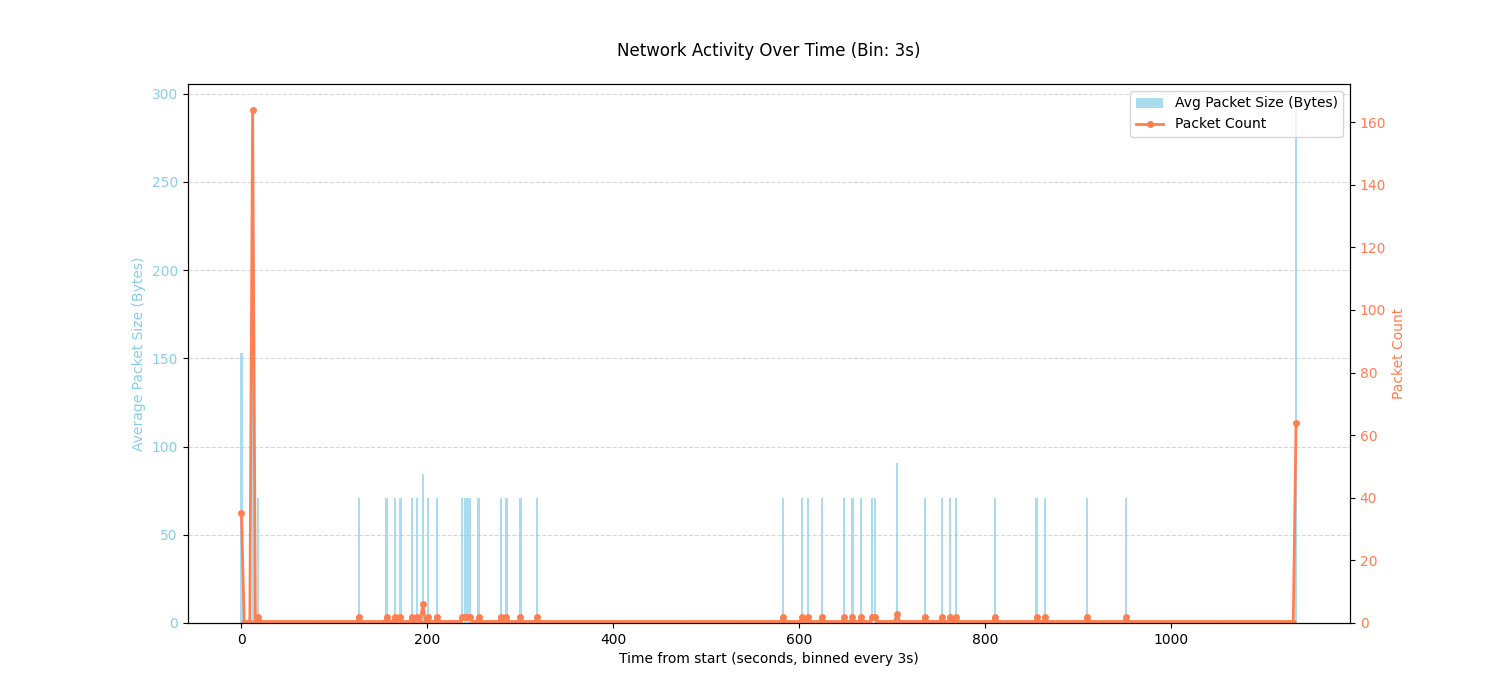 Network Activity Over Time (Bin: 3s)
Avg Packet Size (Bytes)
Packet Count
Average Packet Size (Bytes)
300
250
200
150
100
50
0
160
140
120
100
80
60
40
20
0
Packet Count
0 200 400 600 800 1000
Time from start (seconds, binned every 3s)